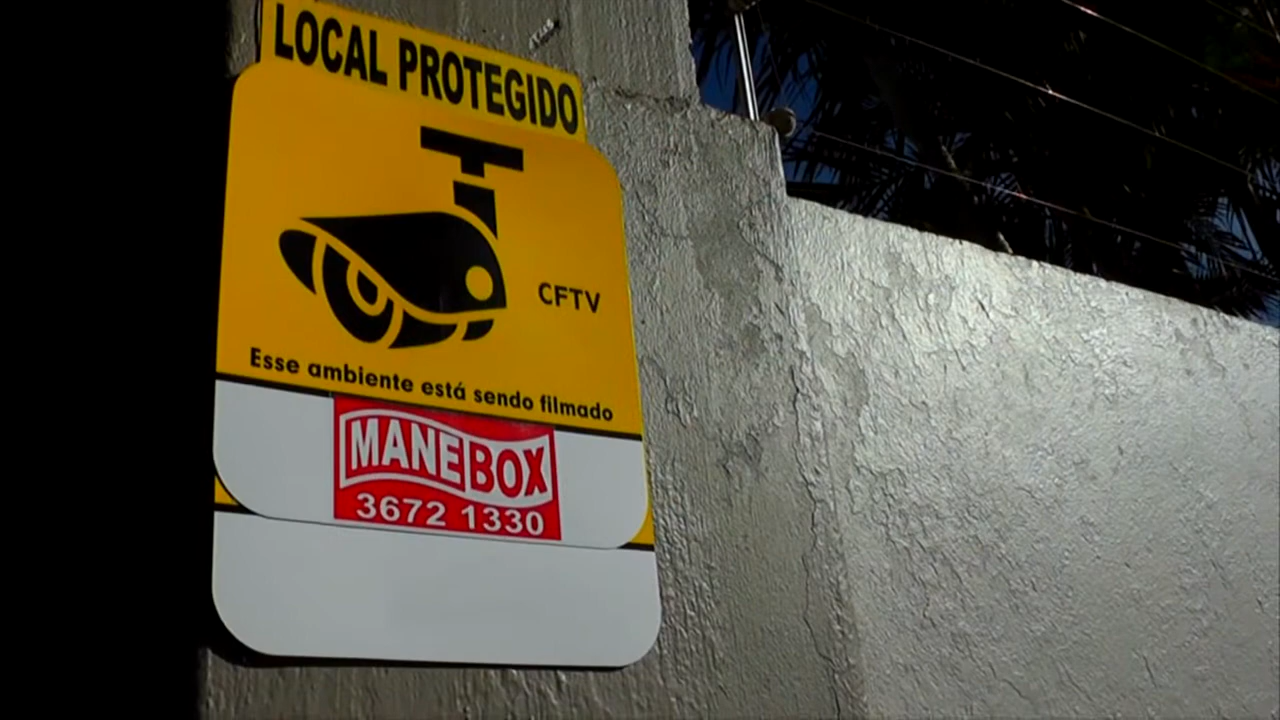 LOCAL PROTEGIDO
CFTV
Esse ambiente está sendo filmado
MANEBOX
3672 1330